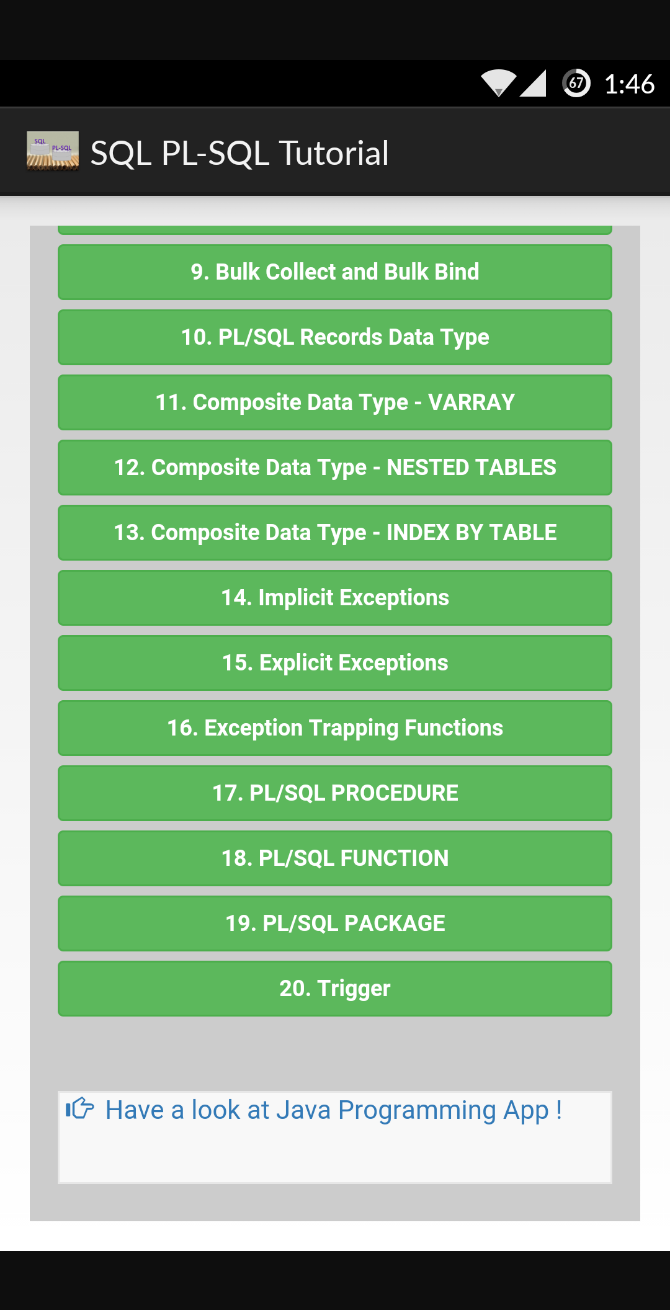 67 1:46
SQL PL-SQL SQL PL-SQL Tutorial
9. Bulk Collect and Bulk Bind
10. PL/SQL Records Data Type
11. Composite Data Type - VARRAY
12. Composite Data Type - NESTED TABLES
13. Composite Data Type - INDEX BY TABLE
14. Implicit Exceptions
15. Explicit Exceptions
16. Exception Trapping Functions
17. PL/SQL PROCEDURE
18. PL/SQL FUNCTION
19. PL/SQL PACKAGE
20. Trigger
Have a look at Java Programming App !